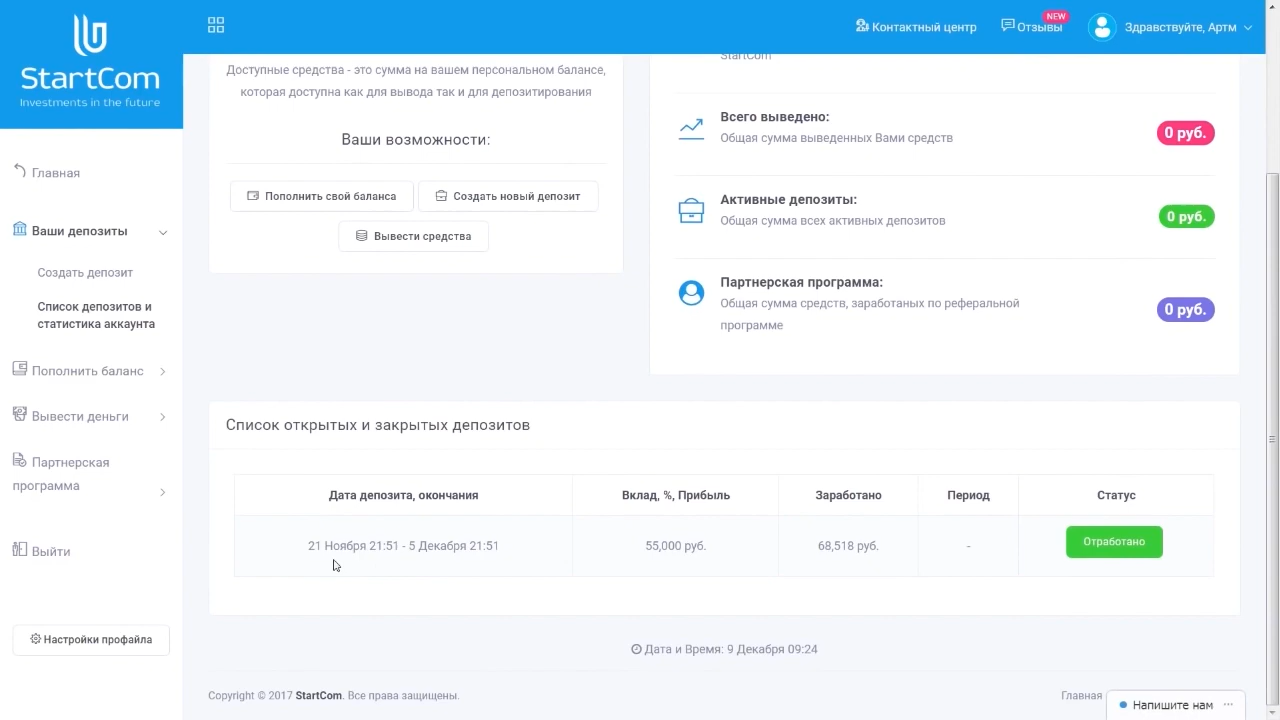 StartCom
Investments in the future
Контактный центр
Отзывы
NEW
Здравствуйте, Артм
Главная
Ваши депозиты
Создать депозит
Список депозитов и
статистика аккаунта
Пополнить баланс
Вывести деньги
Партнерская
программа
Выйти
Настройки профайла
Доступные средства - это сумма на вашем персональном балансе,
которая доступна как для вывода так и для депозитирования
Ваши возможности:
Пополнить свой баланса
Создать новый депозит
Вывести средства
StartCom
Всего выведено:
Общая сумма выведенных Вами средств
0 руб.
Активные депозиты:
Общая сумма всех активных депозитов
0 руб.
Партнерская программа:
Общая сумма средств, заработаных по реферальной
программе
0 руб.
Список открытых и закрытых депозитов
Дата депозита, окончания Вклад, %, Прибыль Заработано Период Статус
21 Ноября 21:51 - 5 Декабря 21:51 55,000 руб. 68,518 руб. - Отработано
Дата и Время: 9 Декабря 09:24
Copyright © 2017 StartCom. Все права защищены.
Главная
Напишите нам